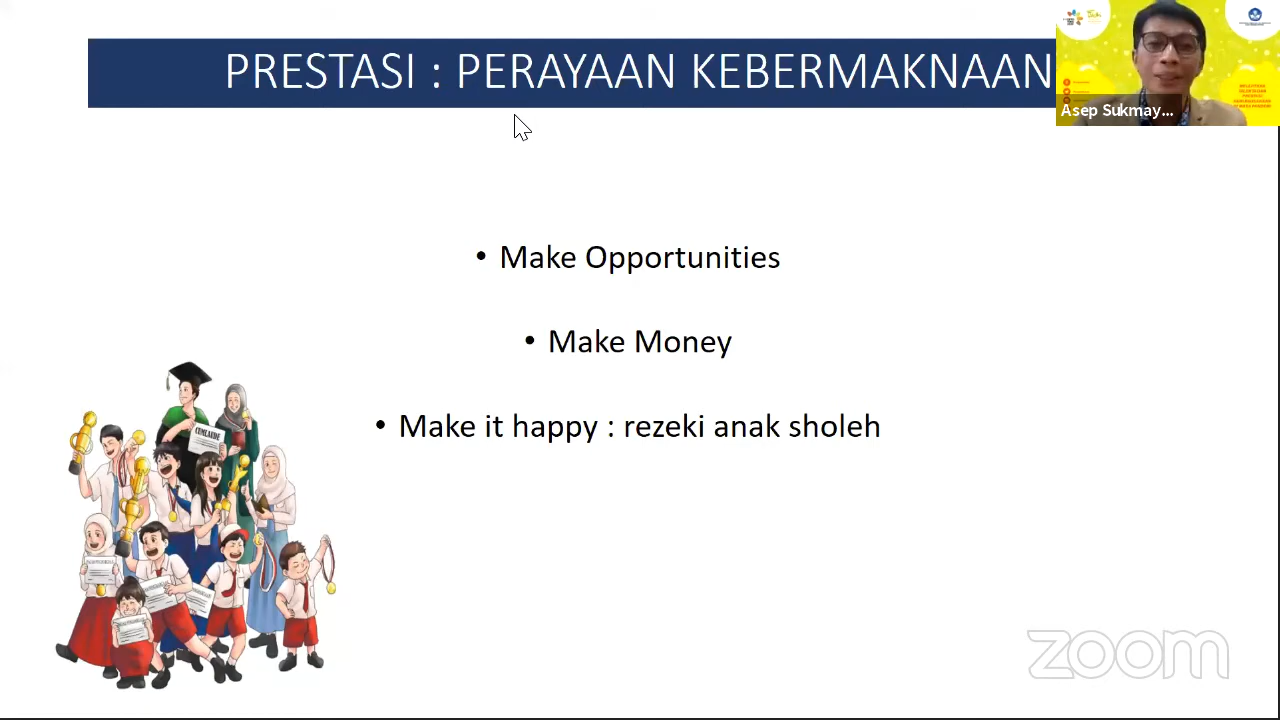 PRESTASI : PERAYAAN KEBERMAKNAAN
Asep Sukmay...
• Make Opportunities
• Make Money
• Make it happy : rezeki anak sholeh
CUMLAUDE
zoom